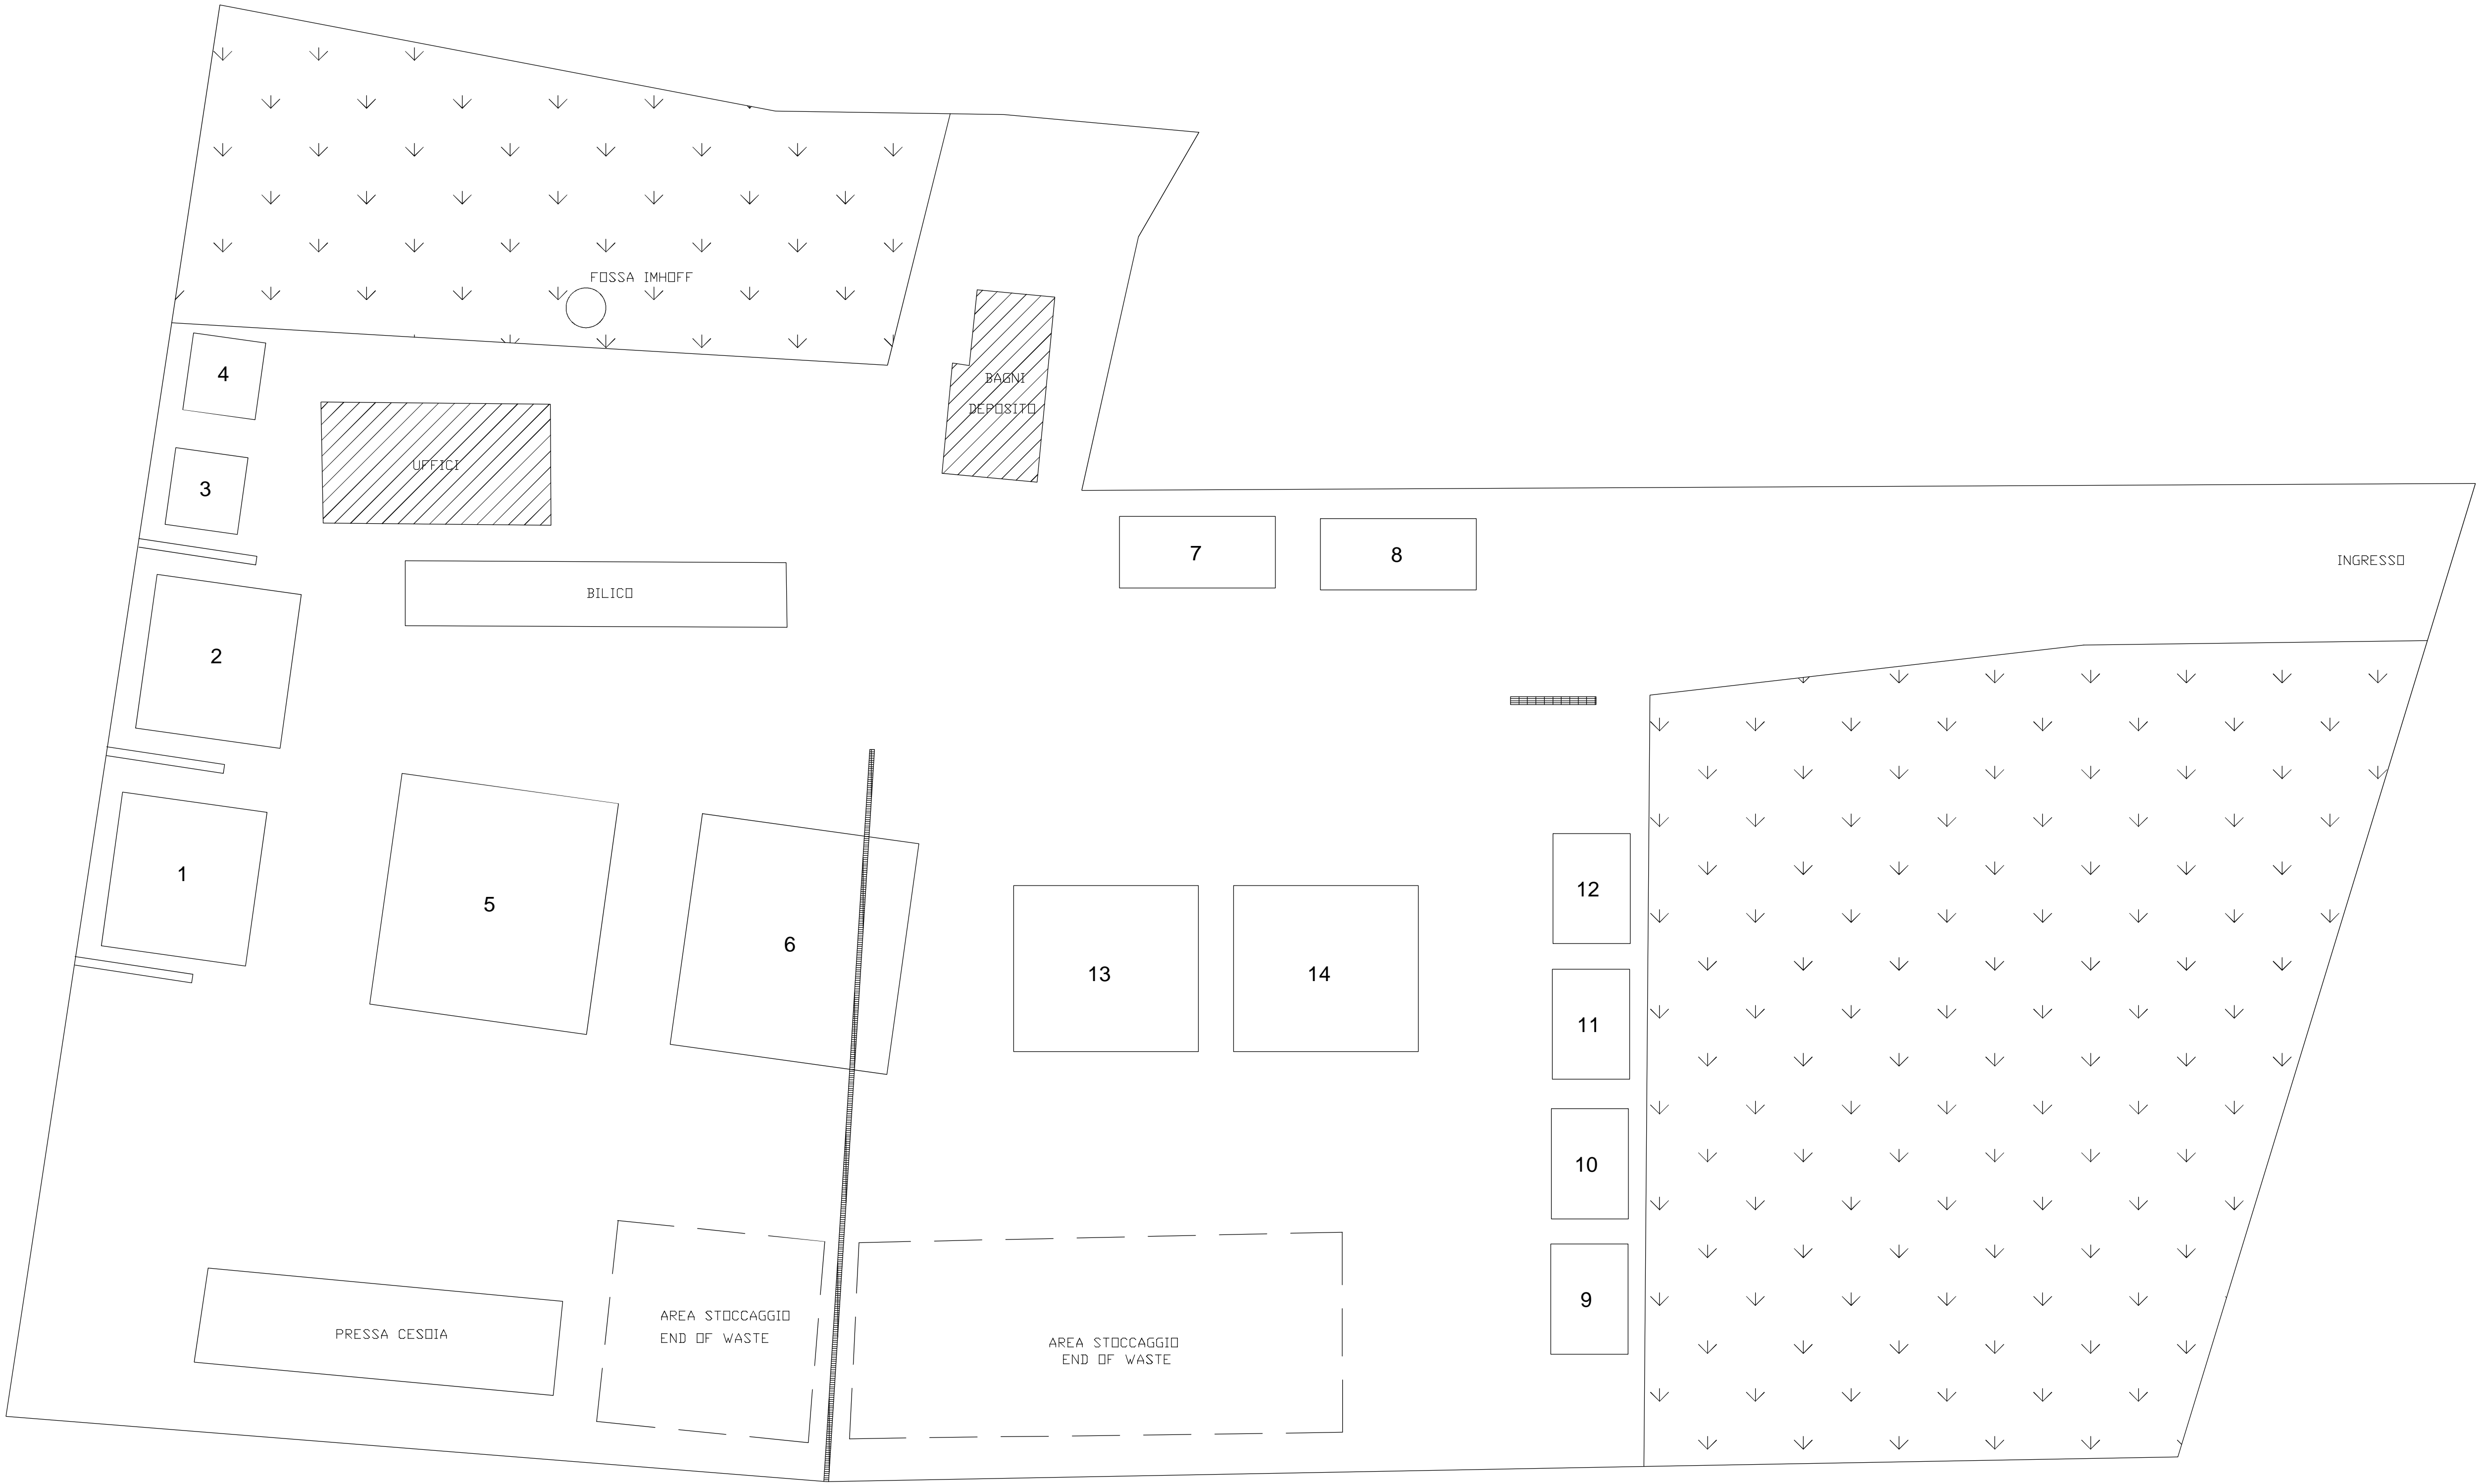 FOSSA IMHOFF
4
BAGNI
DEPOSITO
UFFICI
3
7
8
INGRESSO
BILICO
2
1
5
6
12
13
14
11
10
9
AREA STOCCAGGIO
END OF WASTE
PRESSA CESOIA
AREA STOCCAGGIO
END OF WASTE